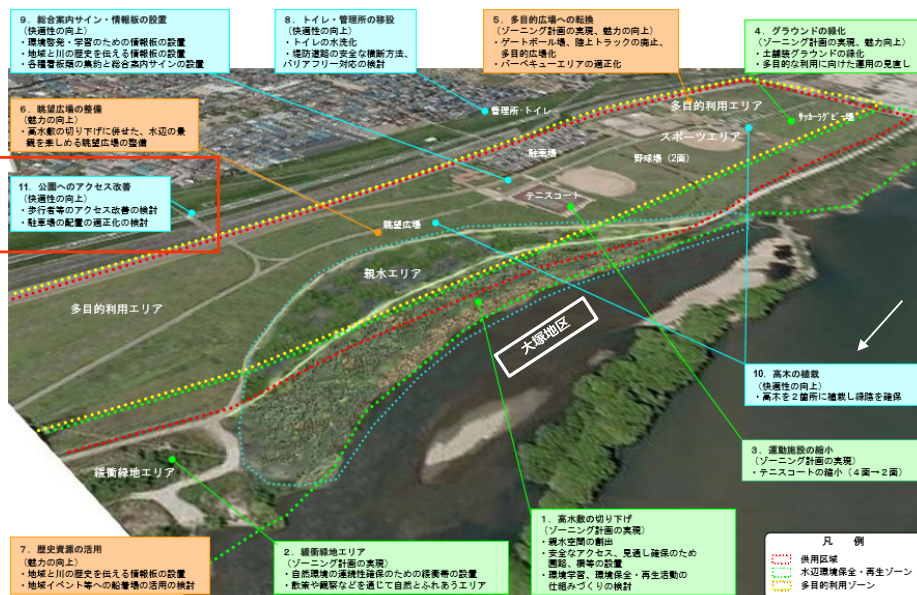 9. 総合案内サイン・情報板の設置
(快適性の向上)
・環境啓発・学習のための情報板の設置
・地域と川の歴史を伝える情報板の設置
・各種看板類の集約と総合案内サインの設置
8. トイレ・管理所の移設
(快適性の向上)
・トイレの水洗化
・堤防道路の安全な横断方法、
バリアフリー対応の検討
5. 多目的広場への転換
(ゾーニング計画の実現、魅力の向上)
・ゲートボール場、陸上トラックの廃止、
多目的広場化
・バーベキューエリアの適正化
4. グラウンドの緑化
(ゾーニング計画の実現、魅力向上)
・土舗装グラウンドの緑化
・多目的な利用に向けた運用の見直し
6. 眺望広場の整備
(魅力の向上)
・高水敷の切り下げに併せた、水辺の景
観を楽しめる眺望広場の整備
11. 公園へのアクセス改善
(快適性の向上)
・歩行者等のアクセス改善の検討
・駐車場の配置の適正化の検討
管理所・トイレ
多目的利用エリア
サッカーラグビー場
スポーツエリア
駐車場
野球場(2面)
テニスコート
眺望広場
親水エリア
多目的利用エリア
大塚地区
緩衝緑地エリア
10. 高木の植栽
(快適性の向上)
・高木を2箇所に植栽し緑陰を確保
3. 運動施設の縮小
(ゾーニング計画の実現)
・テニスコートの縮小(4面→2面)
7. 歴史資源の活用
(魅力の向上)
・地域と川の歴史を伝える情報板の設置
・地域イベント等への船着場の活用の検討
2. 緩衝緑地エリア
(ゾーニング計画の実現)
・自然環境の連続性確保のための緩衝帯の設置
・散策や観察などを通じて自然とふれあうエリア
1. 高水敷の切り下げ
(ゾーニング計画の実現)
・親水空間の創出
・安全なアクセス、見通し確保のため
園路、柵等の設置
・環境学習、環境保全・再生活動の
仕組みづくりの検討
凡 例
供用区域
水辺環境保全・再生ゾーン
多目的利用ゾーン